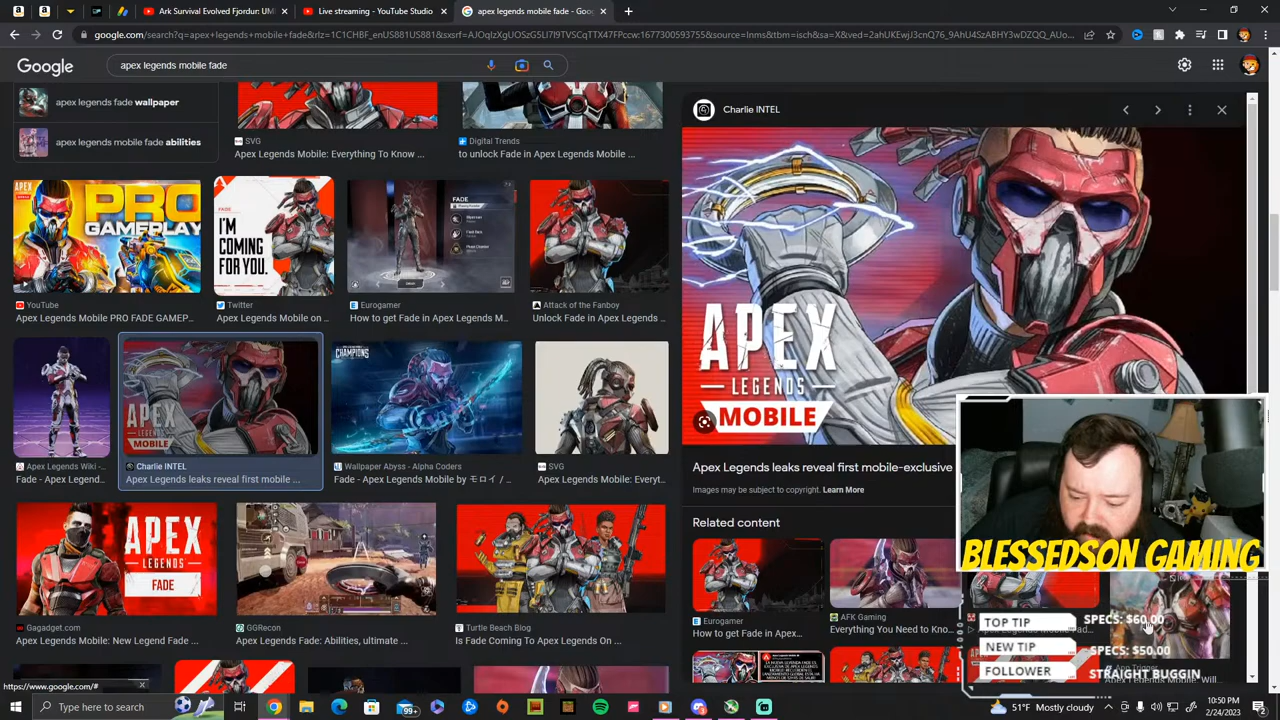 Ark Survival Evolved Fjordur: UMI
Live streaming - YouTube Studio
apex legends mobile fade - Goo
apex legends mobile fade
Google
apex legends fade wallpaper
apex legends mobile fade abilities
SVG
Apex Legends Mobile: Everything To Know ...
Digital Trends
to unlock Fade in Apex Legends Mobile ...
APEX
PRO
GAMEPLAY
YouTube
Apex Legends Mobile PRO FADE GAMEP...
FADE
I'M
COMING
FOR YOU.
Twitter
Apex Legends Mobile on ...
FADE
Eurogamer
How to get Fade in Apex Legends M...
Attack of the Fanboy
Unlock Fade in Apex Legends ...
Apex Legends Wiki -...
Fade - Apex Legend...
APEX
LEGENDS
MOBILE
Charlie INTEL
Apex Legends leaks reveal first mobile-exclusive ...
CHAMPIONS
Wallpaper Abyss - Alpha Coders
Fade - Apex Legends Mobile by モロイ / ...
SVG
Apex Legends Mobile: Everyt...
APEX
LEGENDS
FADE
Gagadget.com
Apex Legends Mobile: New Legend Fade ...
GGRecon
Apex Legends Fade: Abilities, ultimate ...
Turtle Beach Blog
Is Fade Coming To Apex Legends On ...
https://www.google.com/#
Charlie INTEL
APEX
LEGENDS
MOBILE
Apex Legends leaks reveal first mobile-exclusive
Images may be subject to copyright. Learn More
Related content
Eurogamer
How to get Fade in Apex...
AFK Gaming
Everything You Need to Kno...
BLESSEDSON GAMING
TOP TIP
SPECS: $60.00
NEW TIP
SPECS: $50.00
FOLLOWER
STRAIGHT BUGGIN
Type here to search
99+
51°F Mostly cloudy
10:50 PM
2/24/2023